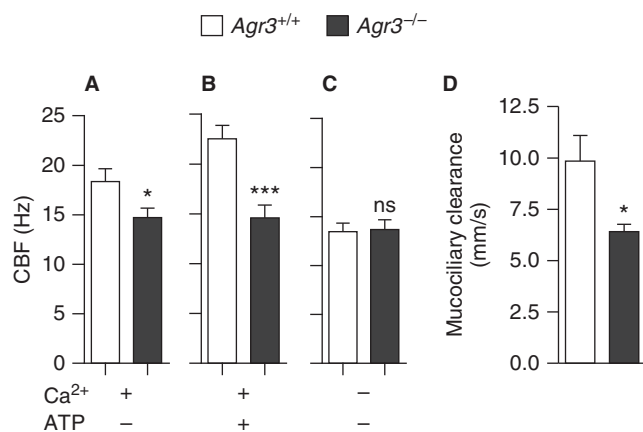 Agr3+/+ Agr3−/−
A B C D
25
20
15
10
5
0
CBF (Hz)
* *** ns
12.5
10.0
7.5
6.0
2.5
0.0
Mucociliary clearance
(mm/s)
*
Ca2+ + + −
ATP − + −